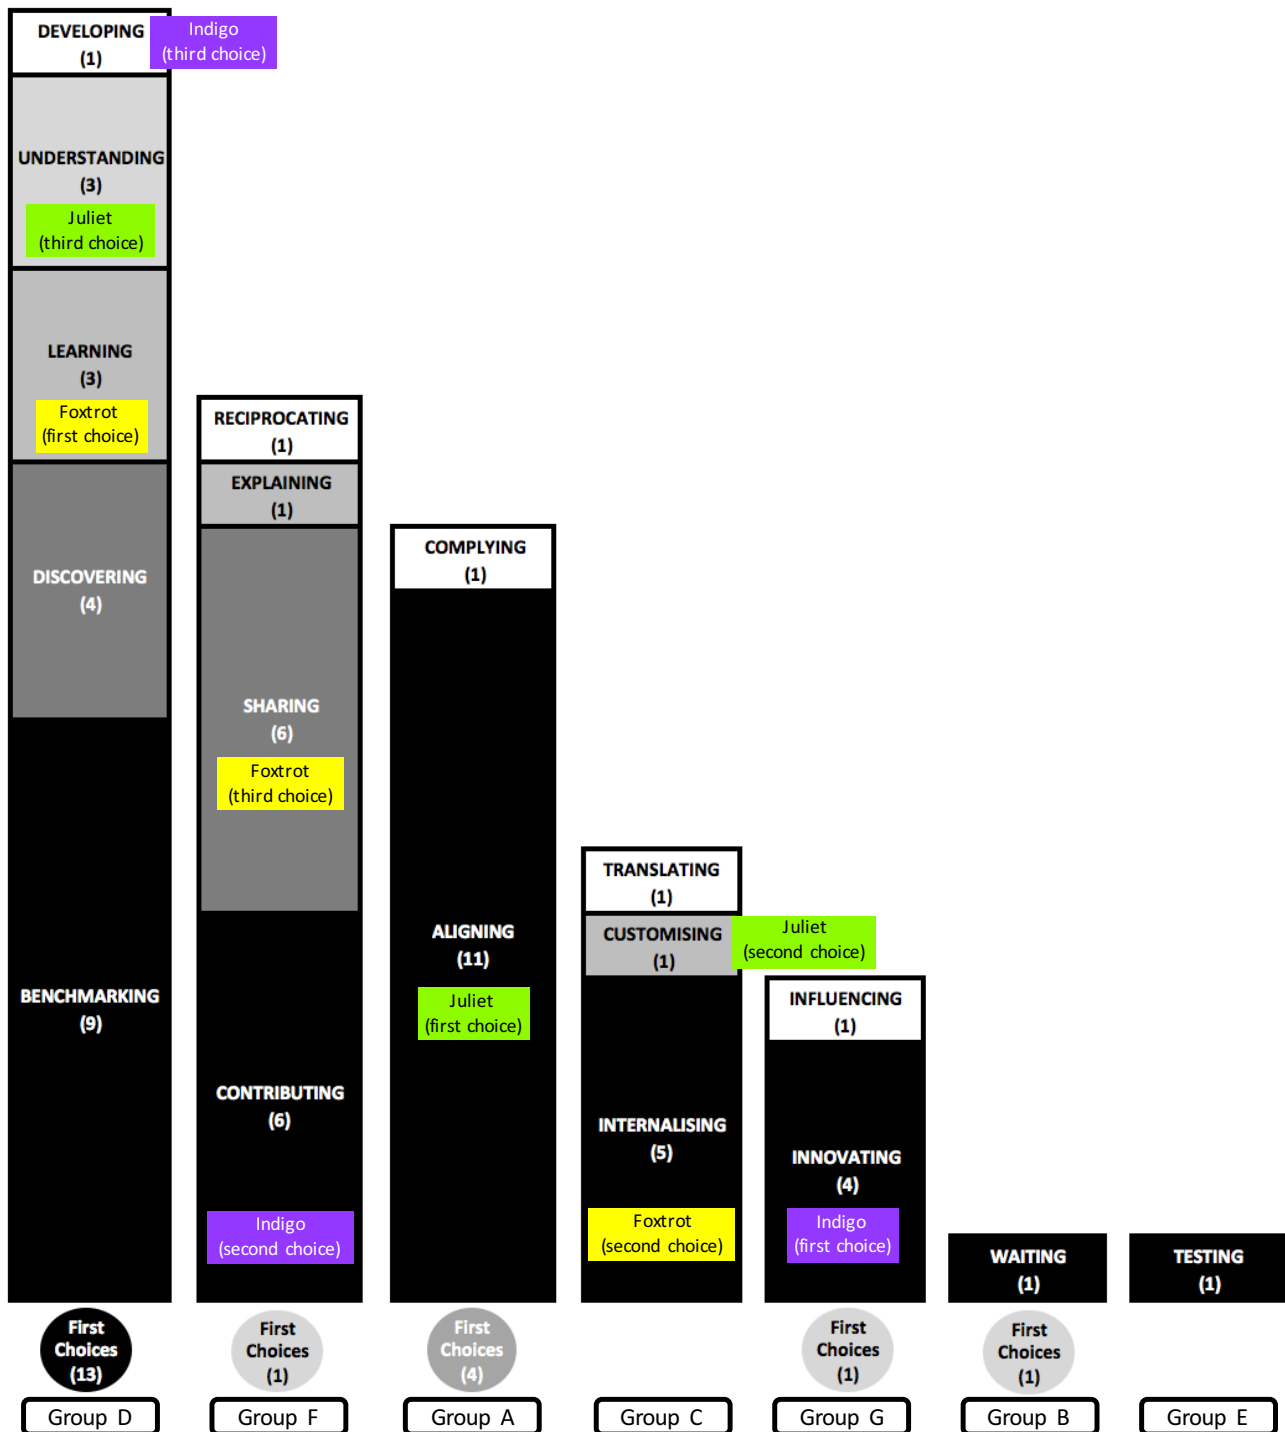 DEVELOPING
(1)
Indigo
(third choice)
UNDERSTANDING
(3)
Juliet
(third choice)
LEARNING
(3)
Foxtrot
(first choice)
DISCOVERING
(4)
BENCHMARKING
(9)
First
Choices
(13)
Group D
RECIPROCATING
(1)
EXPLAINING
(1)
SHARING
(6)
Foxtrot
(third choice)
CONTRIBUTING
(6)
Indigo
(second choice)
First
Choices
(1)
Group F
COMPLYING
(1)
ALIGNING
(11)
Juliet
(first choice)
First
Choices
(4)
Group A
TRANSLATING
(1)
CUSTOMISING
(1)
Juliet
(second choice)
INTERNALISING
(5)
Foxtrot
(second choice)
Group C
INFLUENCING
(1)
INNOVATING
(4)
Indigo
(first choice)
First
Choices
(1)
Group G
WAITING
(1)
First
Choices
(1)
Group B
TESTING
(1)
Group E